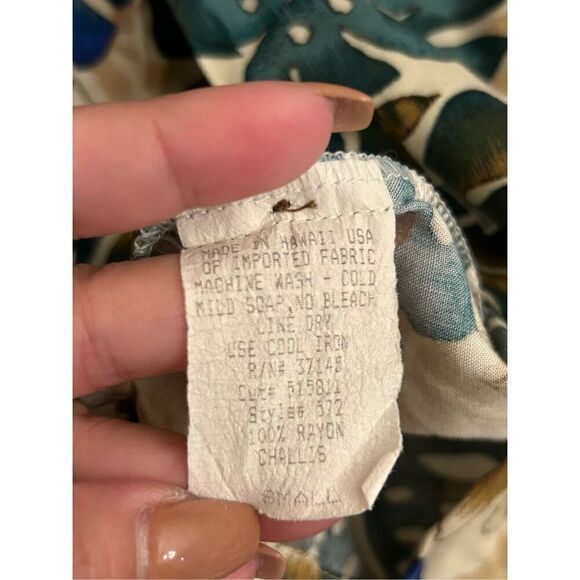 MADE IN HAWAII USA
OF IMPORTED FABRIC
MACHINE WASH - COLD
MILD SOAP, NO BLEACH
LINE DRY
USE COOL IRON
R/N# 37148
Cut# 515811
Style# 572
100% RAYON
CHALLIS
SMALL